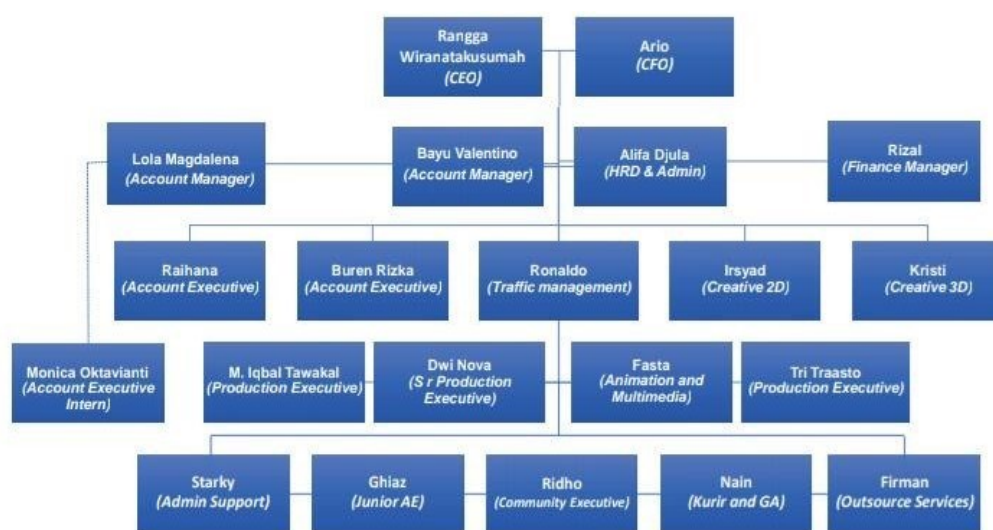 Rangga
Wiranatakusumah
(CEO)
Ario
(CFO)
Lola Magdalena
(Account Manager)
Bayu Valentino
(Account Manager)
Alifa Djula
(HRD & Admin)
Rizal
(Finance Manager)
Raihana
(Account Executive)
Buren Rizka
(Account Executive)
Ronaldo
(Traffic management)
Irsyad
(Creative 2D)
Kristi
(Creative 3D)
Monica Oktavianti
(Account Executive
Intern)
M. Iqbal Tawakal
(Production Executive)
Dwi Nova
(S r Production
Executive)
Fasta
(Animation and
Multimedia)
Tri Traasto
(Production Executive)
Starky
(Admin Support)
Ghiaz
(Junior AE)
Ridho
(Community Executive)
Nain
(Kurir and GA)
Firman
(Outsource Services)